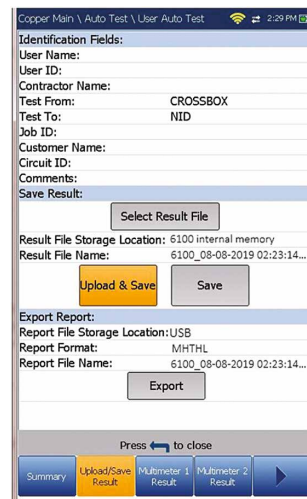 Copper Main \ Auto Test \ User Auto Test 2:29 PM
Identification Fields:
User Name:
User ID:
Contractor Name:
Test From: CROSSBOX
Test To: NID
Job ID:
Customer Name:
Circuit ID:
Comments:
Save Result:
Select Result File
Result File Storage Location: 6100 internal memory
Result File Name: 6100_08-08-2019 02:23:14...
Upload & Save Save
Export Report:
Report File Storage Location: USB
Report Format: MHTHL
Report File Name: 6100_08-08-2019 02:23:14...
Export
Press to close
Summary Upload/Save Result Multimeter 1 Result Multimeter 2 Result